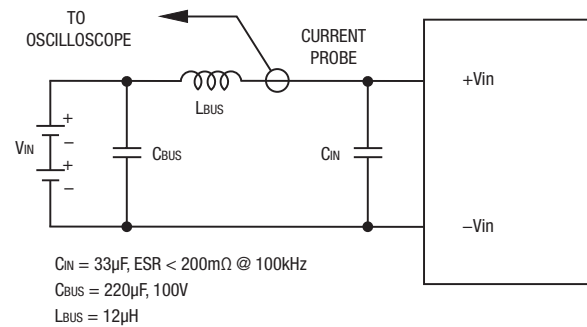 TO
OSCILLOSCOPE
CURRENT
PROBE
LBUS
+Vin
VIN
+
−
+
−
CBUS
CIN
−Vin
CIN = 33µF, ESR < 200mΩ @ 100kHz
CBUS = 220µF, 100V
LBUS = 12µH